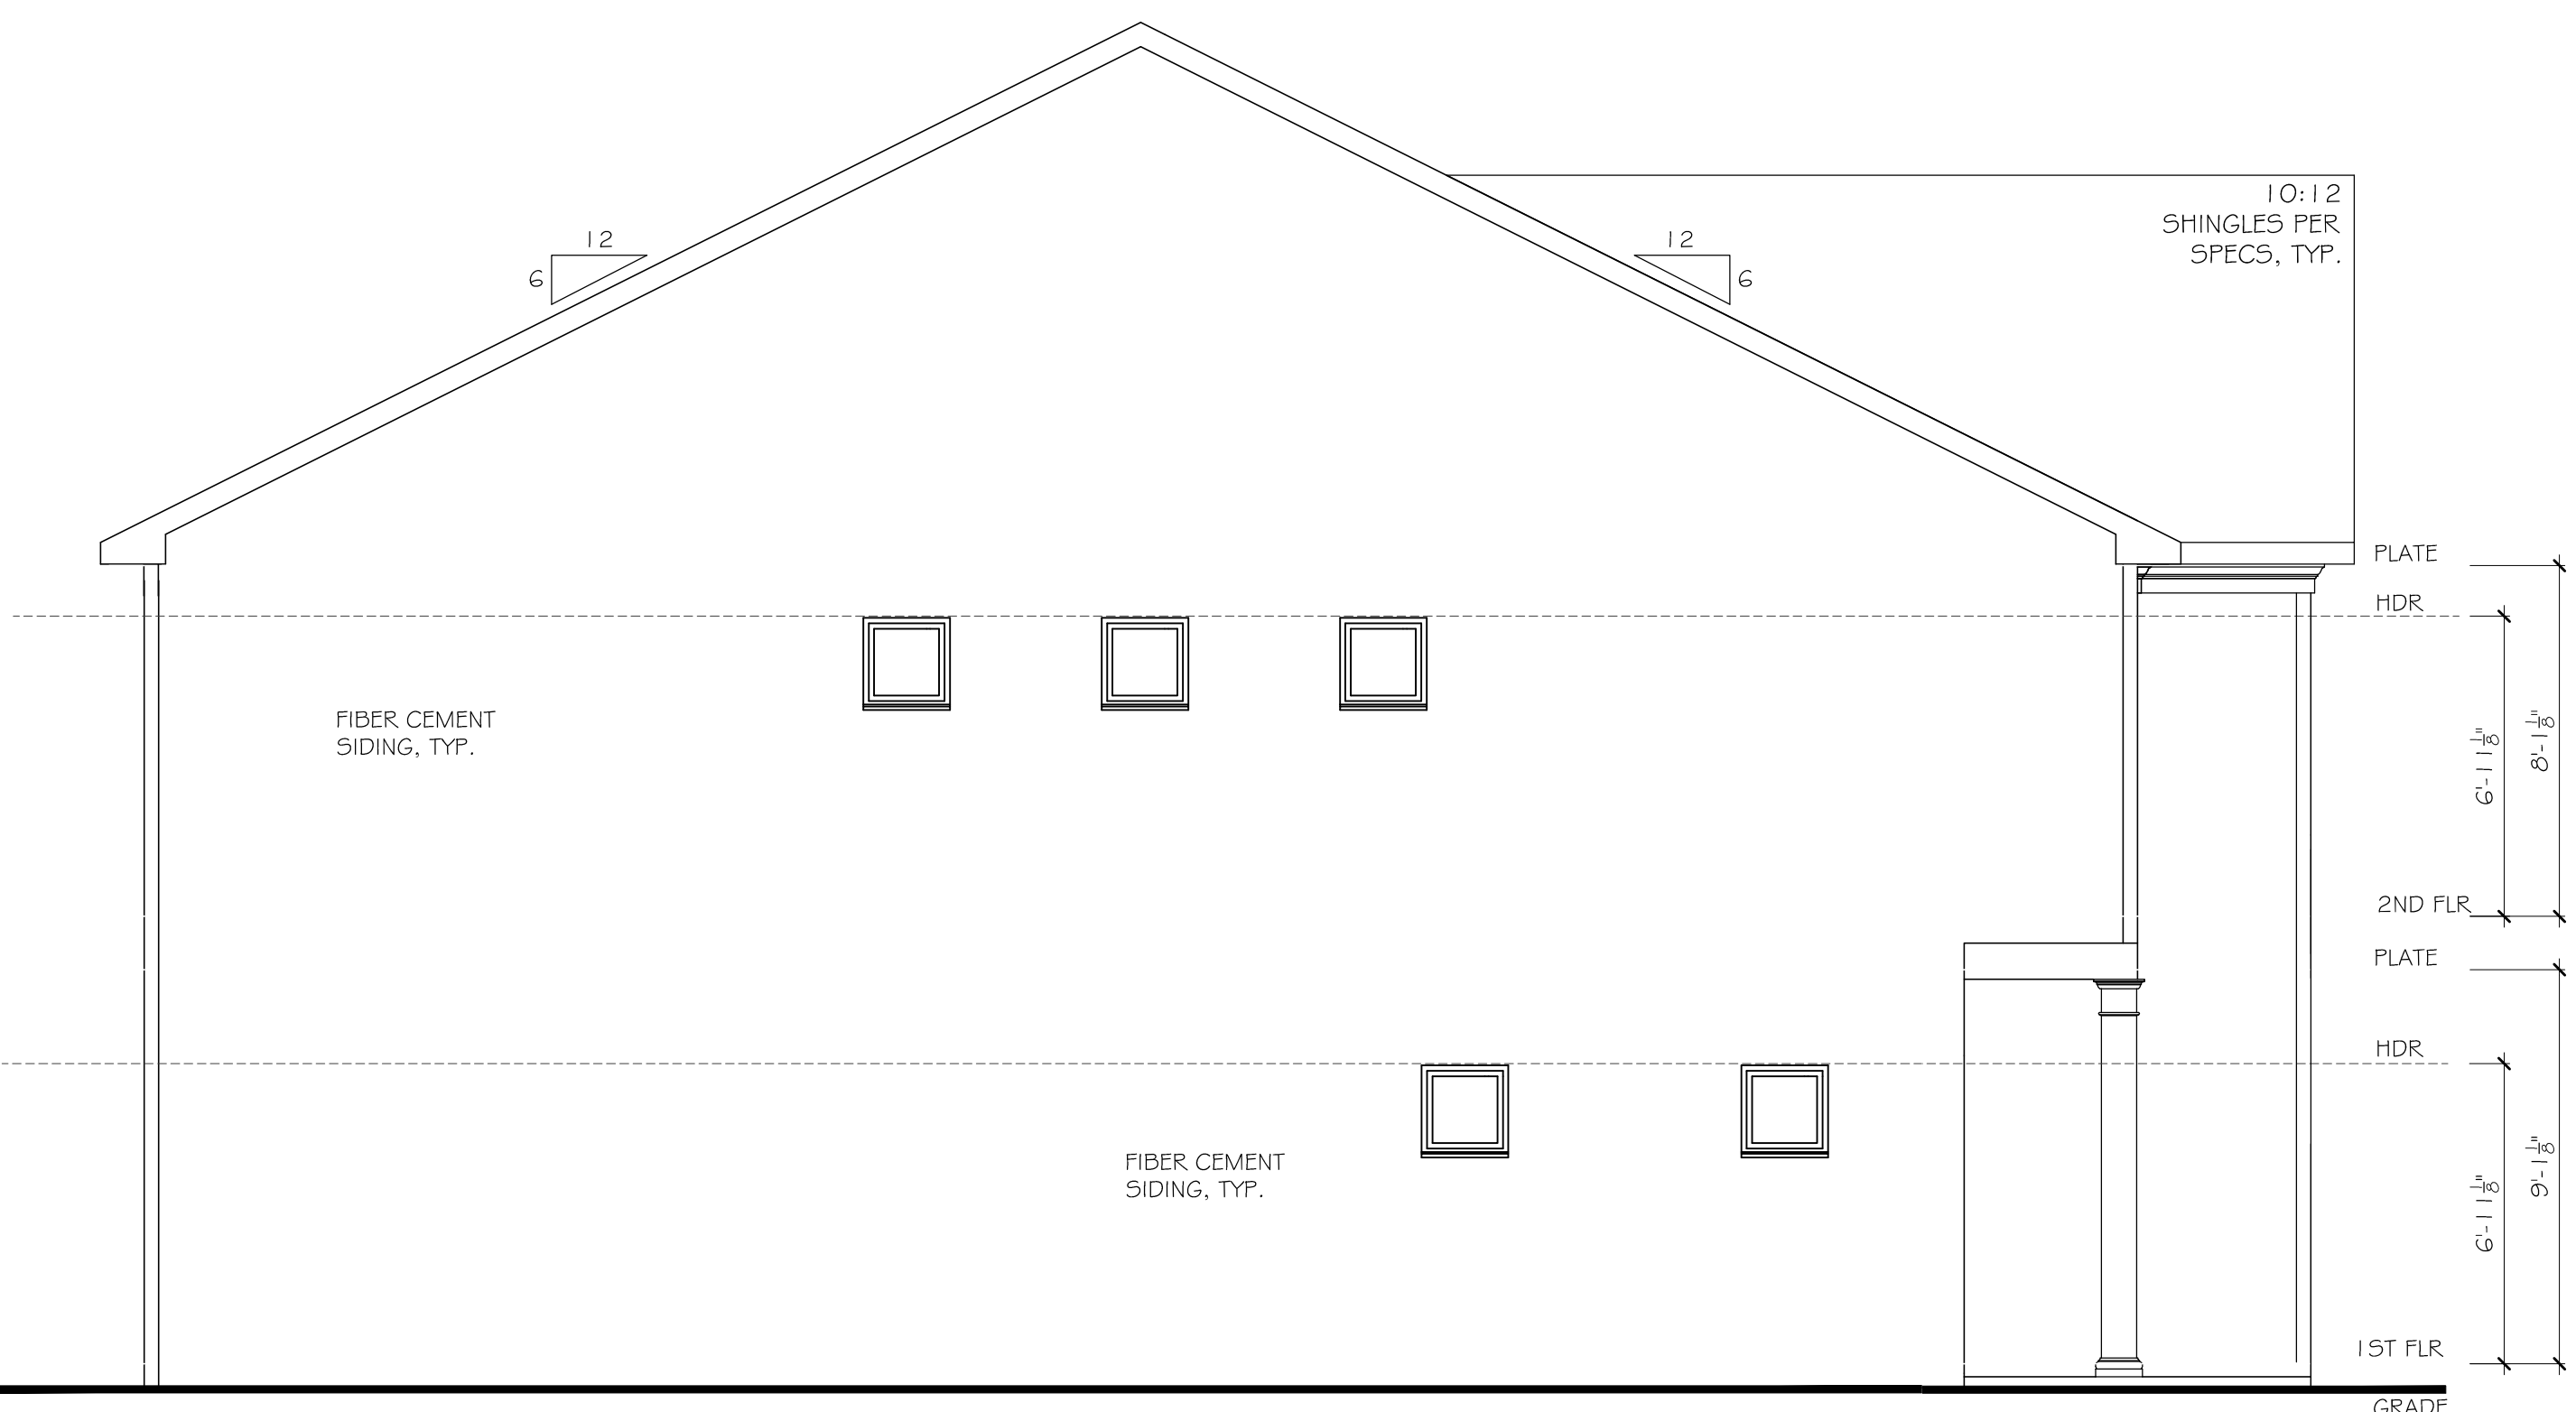 12
6
12
6
10:12
SHINGLES PER
SPECS, TYP.
PLATE
HDR
FIBER CEMENT
SIDING, TYP.
6'-11 1/8"
8'-1 1/8"
2ND FLR
PLATE
HDR
FIBER CEMENT
SIDING, TYP.
6'-11 1/8"
9'-1 1/8"
1ST FLR
GRADE